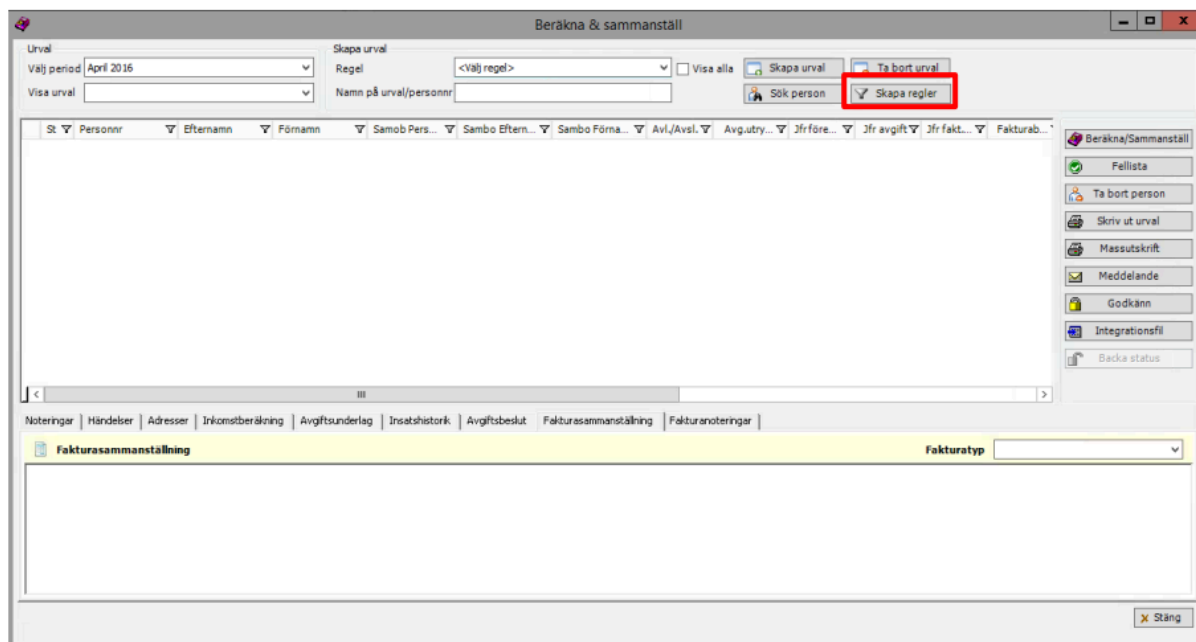 Beräkna & sammanställ
Urval
Välj period April 2016
Visa urval
Skapa urval
Regel <Välj regel> Visa alla Skapa urval Ta bort urval
Namn på urval/personnr Sök person Skapa regler
St Personnr Efternamn Förnamn Samob Pers... Sambo Eftern... Sambo Förna... Avl./Avsl. Avg.utry... Jfr före... Jfr avgift Jfr fakt.... Fakturab...
Beräkna/Sammanställ
Fellista
Ta bort person
Skriv ut urval
Massutskrift
Meddelande
Godkänn
Integrationsfil
Backa status
Noteringar Händelser Adresser Inkomstberäkning Avgiftsunderlag Insatshistorik Avgiftsbeslut Fakturasammanställning Fakturanoteringar
Fakturasammanställning Fakturatyp
Stäng